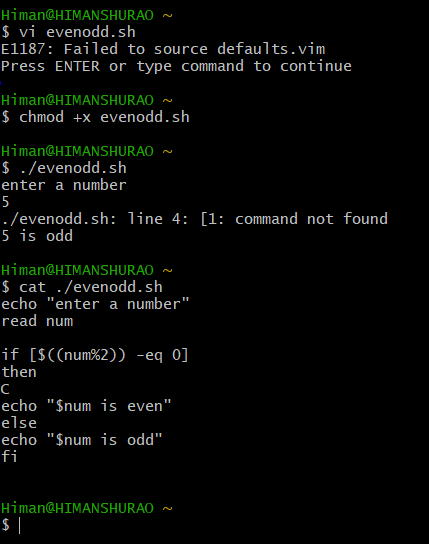 Himan@HIMANSHURAO ~
$ vi evenodd.sh
E1187: Failed to source defaults.vim
Press ENTER or type command to continue
Himan@HIMANSHURAO ~
$ chmod +x evenodd.sh
Himan@HIMANSHURAO ~
$ ./evenodd.sh
enter a number
5
./evenodd.sh: line 4: [1: command not found
5 is odd
Himan@HIMANSHURAO ~
$ cat ./evenodd.sh
echo "enter a number"
read num
if [$((num%2)) -eq 0]
then
C
echo "$num is even"
else
echo "$num is odd"
fi
Himan@HIMANSHURAO ~
$